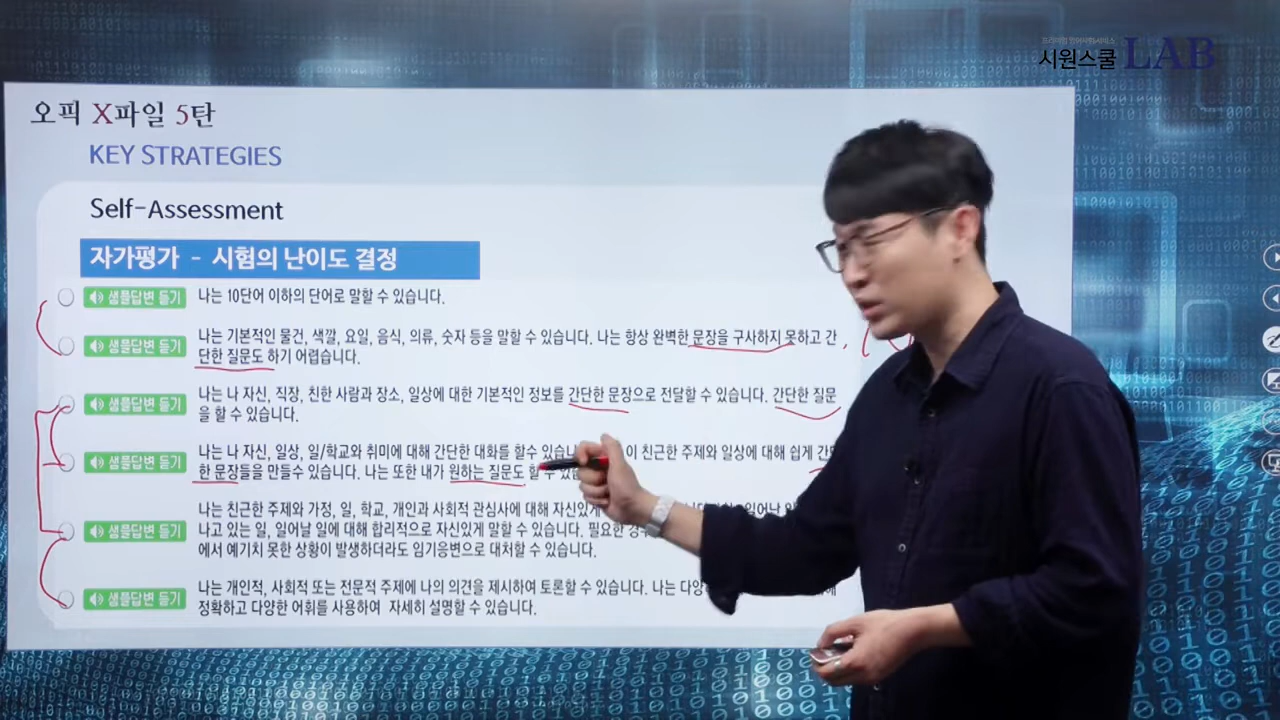 시원스쿨 LAB
오픽 X파일 5탄
KEY STRATEGIES
Self-Assessment
자가평가 - 시험의 난이도 결정
샘플답변 듣기 나는 10단어 이하의 단어로 말할 수 있습니다.
샘플답변 듣기 나는 기본적인 물건, 색깔, 요일, 음식, 의류, 숫자 등을 말할 수 있습니다. 나는 항상 완벽한 문장을 구사하지 못하고 간
단한 질문도 하기 어렵습니다.
샘플답변 듣기 나는 나 자신, 직장, 친한 사람과 장소, 일상에 대한 기본적인 정보를 간단한 문장으로 전달할 수 있습니다. 간단한 질문
을 할 수 있습니다.
샘플답변 듣기 나는 나 자신, 일상, 일/학교와 취미에 대해 간단한 대화를 할수 이 친근한 주제와 일상에 대해 쉽게
한 문장들을 만들수 있습니다. 나는 또한 내가 원하는 질문도 할 수
나는 친근한 주제와 가정, 일, 학교, 개인과 사회적 관심사에 대해 자신있게 일어난
샘플답변 듣기 나고 있는 일, 일어날 일에 대해 합리적으로 자신있게 말할 수 있습니다. 필요한
에서 예기치 못한 상황이 발생하더라도 임기응변으로 대처할 수 있습니다.
샘플답변 듣기 나는 개인적, 사회적 또는 전문적 주제에 나의 의견을 제시하여 토론할 수 있습니다. 나는
정확하고 다양한 어휘를 사용하여 자세히 설명할 수 있습니다.